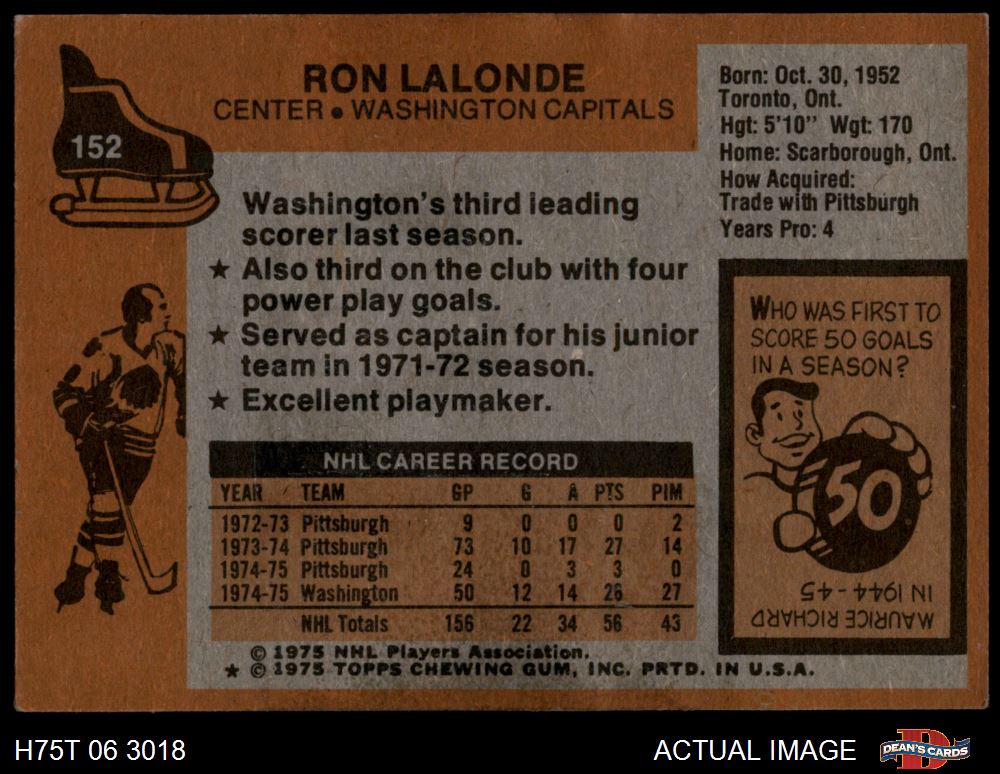 152
RON LALONDE
CENTER • WASHINGTON CAPITALS
Born: Oct. 30, 1952
Toronto, Ont.
Hgt: 5'10" Wgt: 170
Home: Scarborough, Ont.
How Acquired:
Trade with Pittsburgh
Years Pro: 4
Washington's third leading
scorer last season.
★ Also third on the club with four
power play goals.
★ Served as captain for his junior
team in 1971-72 season.
★ Excellent playmaker.
NHL CAREER RECORD
YEAR TEAM GP G A PTS PIM
1972-73 Pittsburgh 9 0 0 0 2
1973-74 Pittsburgh 73 10 17 27 14
1974-75 Pittsburgh 24 0 3 3 0
1974-75 Washington 50 12 14 26 27
NHL Totals 156 22 34 56 43
© 1975 NHL Players Association.
★ © 1975 TOPPS CHEWING GUM, INC. PRTD. IN U.S.A.
WHO WAS FIRST TO
SCORE 50 GOALS
IN A SEASON?
50
MAURICE RICHARD
IN 1944-45
H75T 06 3018
ACTUAL IMAGE
DEAN'S CARDS